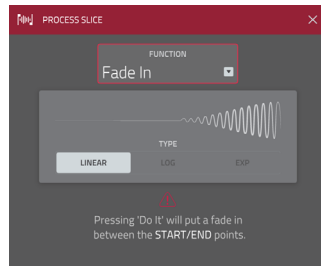 PROCESS SLICE
FUNCTION
Fade In
TYPE
LINEAR LOG EXP
Pressing 'Do It' will put a fade in
between the START/END points.